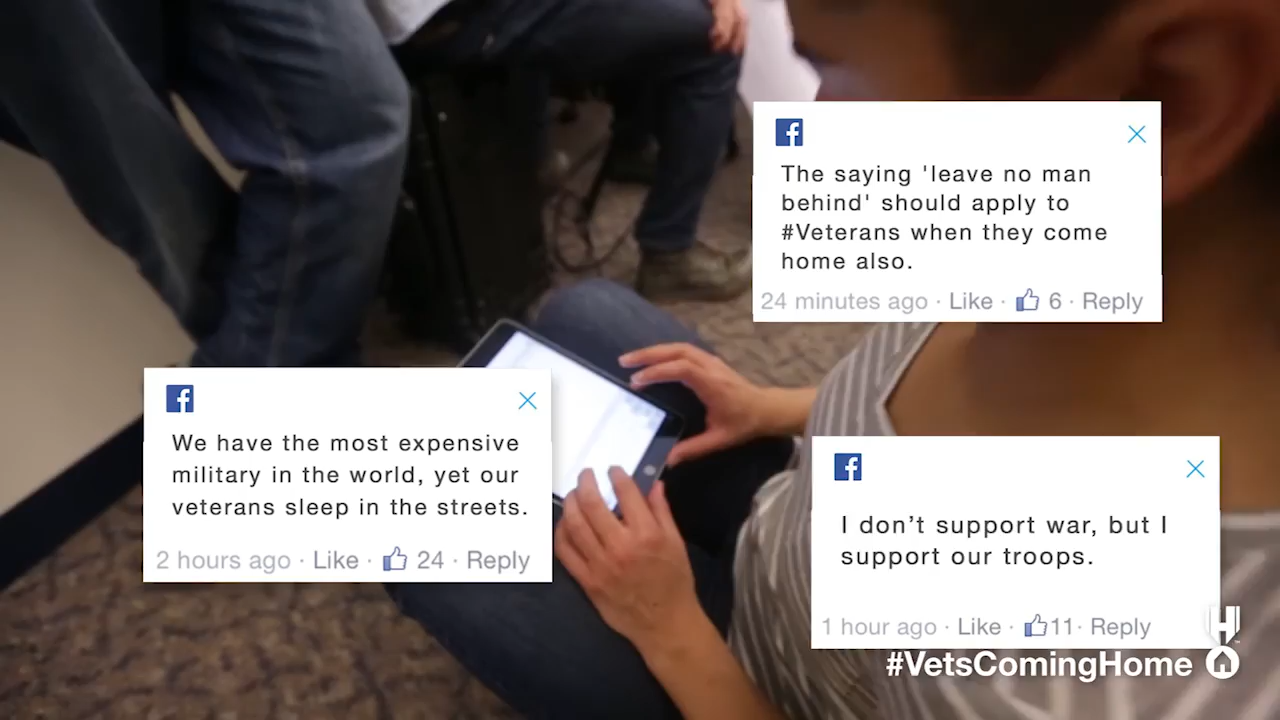 The saying 'leave no man
behind' should apply to
#Veterans when they come
home also.
24 minutes ago · Like · 6 · Reply
We have the most expensive
military in the world, yet our
veterans sleep in the streets.
2 hours ago · Like · 24 · Reply
I don’t support war, but I
support our troops.
1 hour ago · Like · 11 · Reply
#VetsComingHome